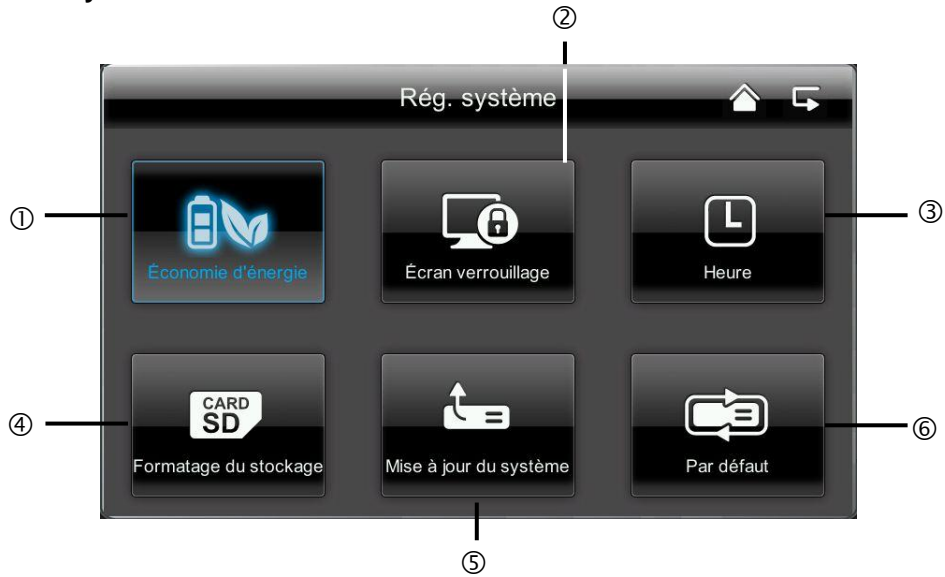 ②
Rég. système
①
Économie d'énergie
Écran verrouillage
Heure
③
④
CARD
SD
Formatage du stockage
Mise à jour du système
Par défaut
⑥
⑤